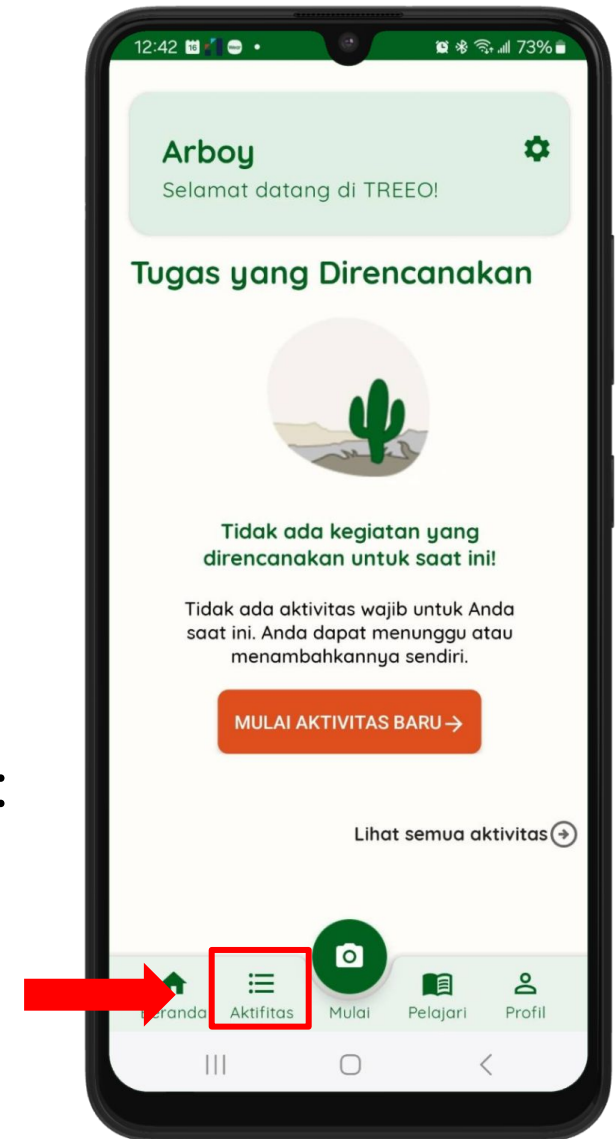 12:42
73%
Arboy
Selamat datang di TREEO!
Tugas yang Direncanakan
Tidak ada kegiatan yang
direncanakan untuk saat ini!
Tidak ada aktivitas wajib untuk Anda
saat ini. Anda dapat menunggu atau
menambahkannya sendiri.
MULAI AKTIVITAS BARU
:
Lihat semua aktivitas
Beranda Aktifitas Mulai Pelajari Profil